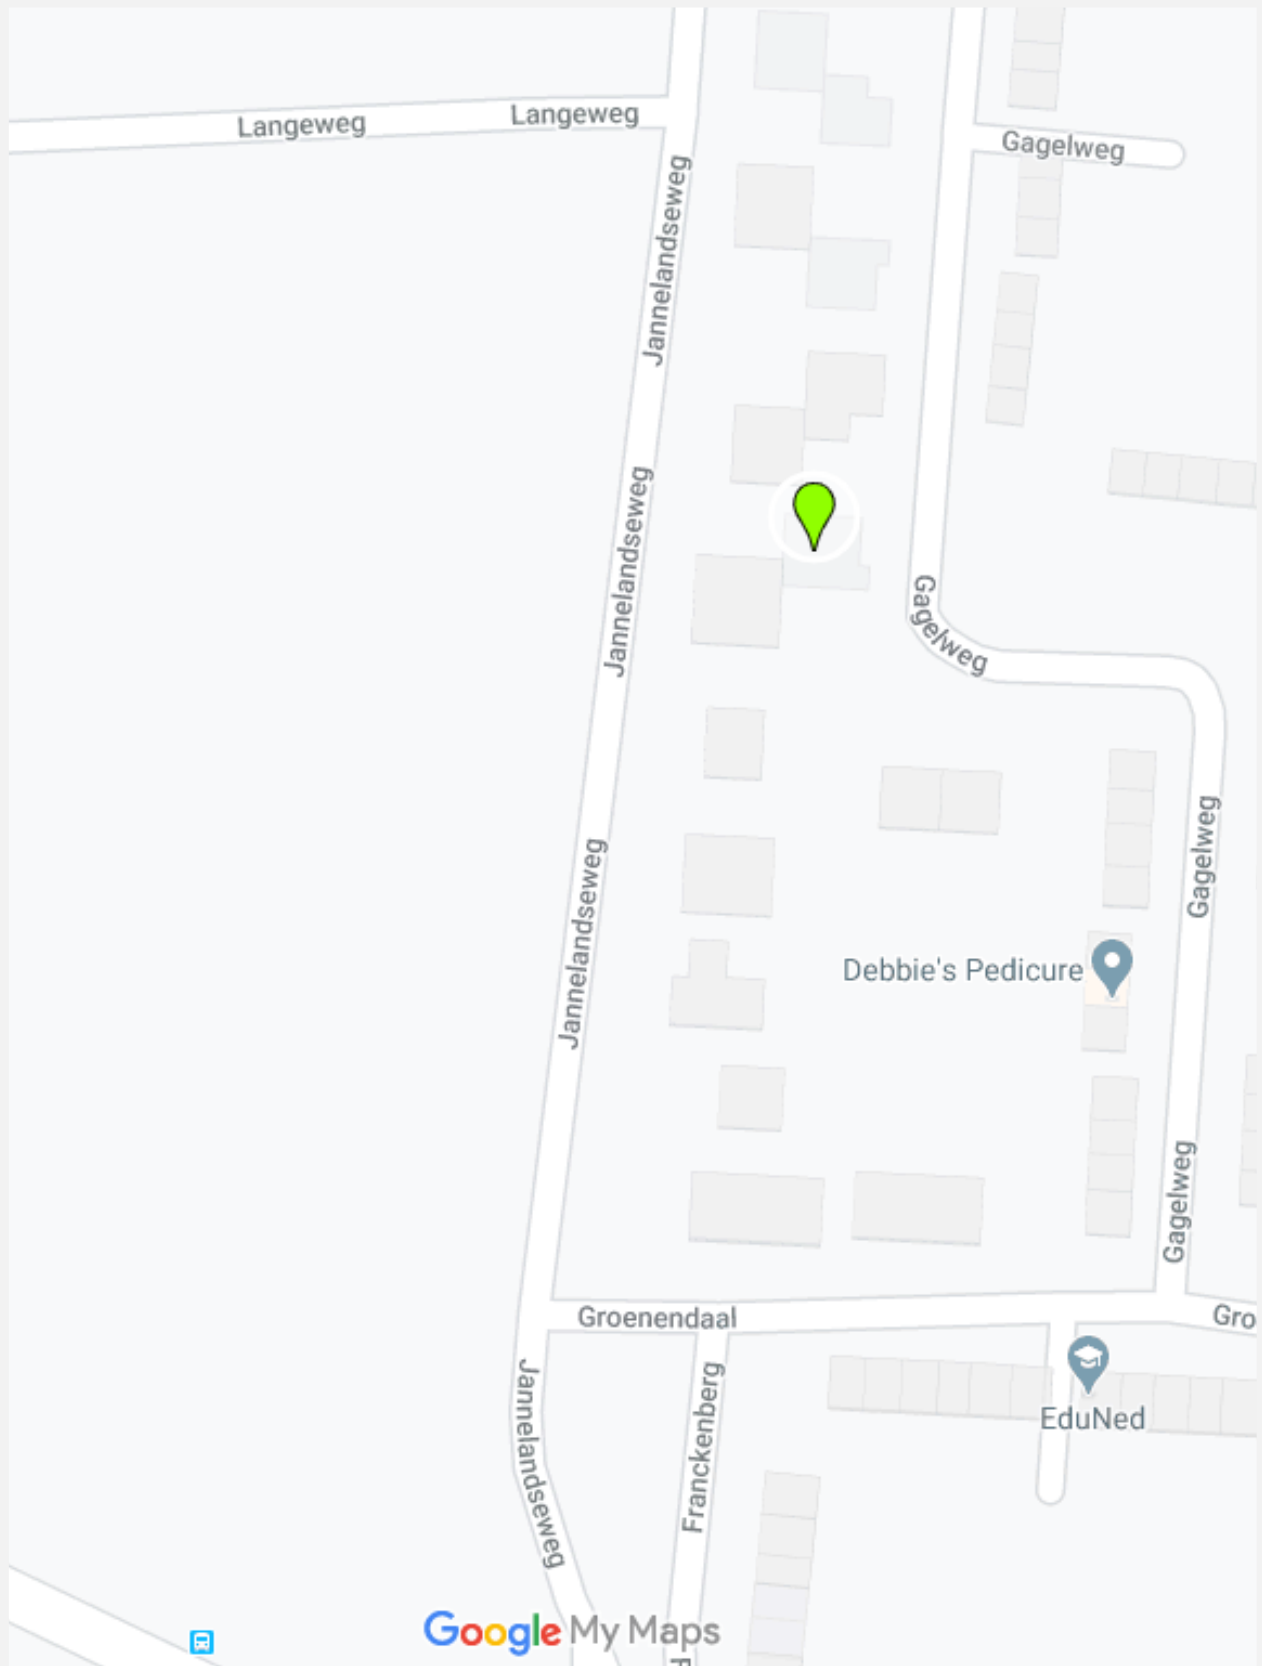 Langeweg
Langeweg
Gagelweg
Jannelandseweg
Jannelandseweg
Gagelweg
Gagelweg
Jannelandseweg
Debbie's Pedicure
Gagelweg
Groenendaal
Gro
Jannelandseweg
Franckenberg
EduNed
Google My Maps